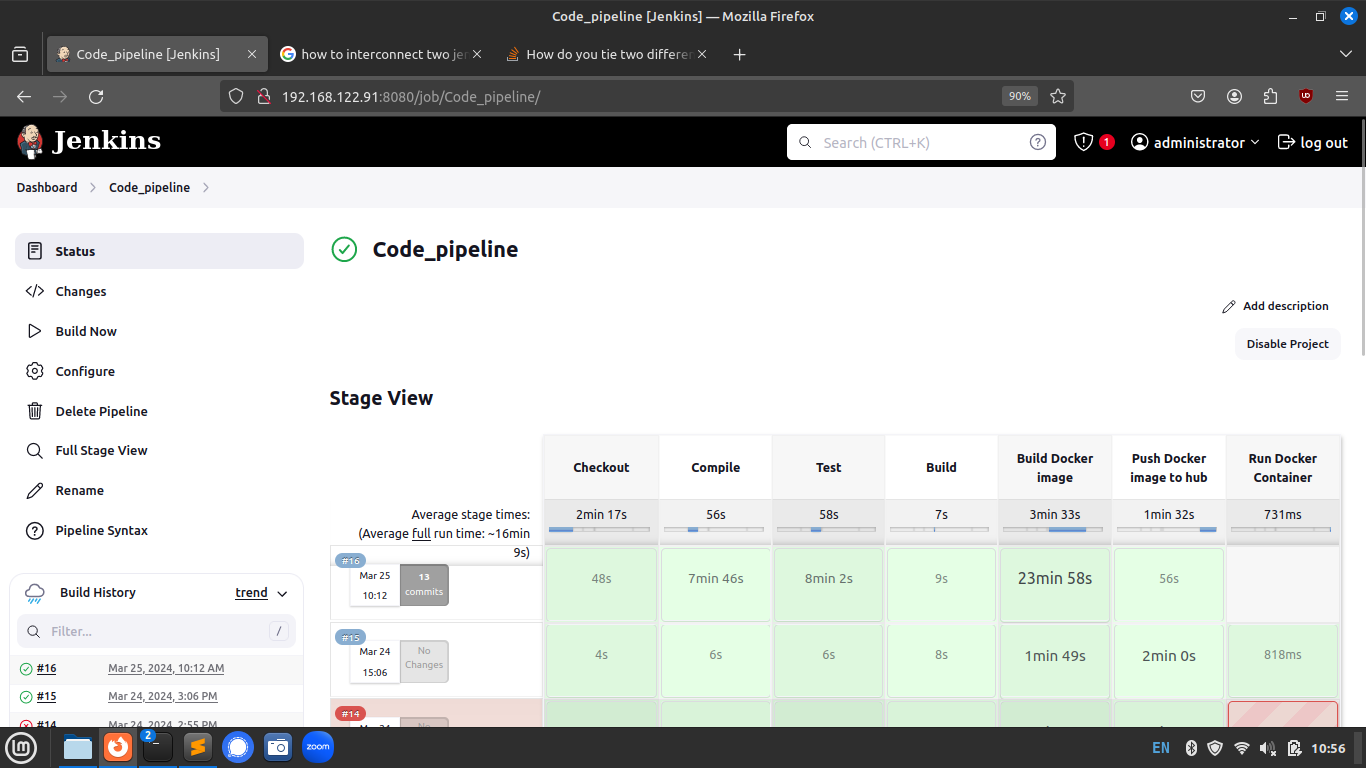 Code_pipeline [Jenkins] — Mozilla Firefox
Code_pipeline [Jenkins]
how to interconnect two je
How do you tie two differen
192.168.122.91:8080/job/Code_pipeline/
90%
Jenkins
Search (CTRL+K)
1
administrator
log out
Dashboard
Code_pipeline
Status
Changes
Build Now
Configure
Delete Pipeline
Full Stage View
Rename
Pipeline Syntax
Build History
trend
Filter...
/
#16
Mar 25, 2024, 10:12 AM
#15
Mar 24, 2024, 3:06 PM
#14
Mar 24, 2024, 2:55 PM
Code_pipeline
Add description
Disable Project
Stage View
Checkout
Compile
Test
Build
Build Docker
image
Push Docker
image to hub
Run Docker
Container
Average stage times:
(Average full run time: ~16min
9s)
2min 17s
56s
58s
7s
3min 33s
1min 32s
731ms
#16
Mar 25
10:12
13
commits
48s
7min 46s
8min 2s
9s
23min 58s
56s
#15
Mar 24
15:06
No
Changes
4s
6s
6s
8s
1min 49s
2min 0s
818ms
#14
2
zoom
EN
10:56